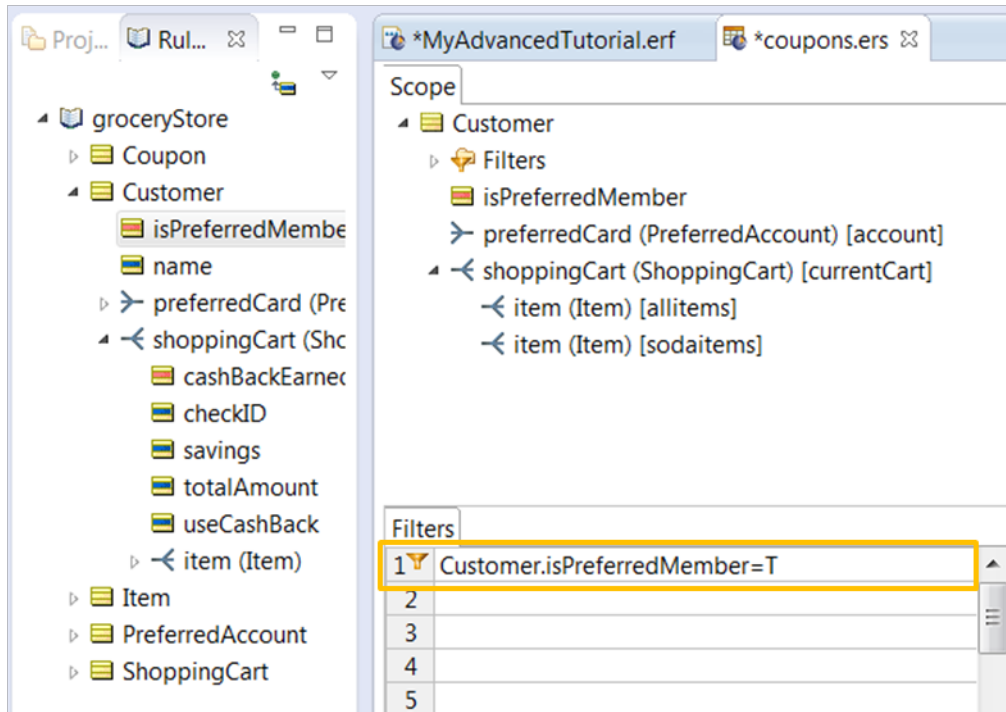 Proj... Rul...
groceryStore
Coupon
Customer
isPreferredMembe
name
preferredCard (Pre
shoppingCart (Sho
cashBackEarned
checkID
savings
totalAmount
useCashBack
item (Item)
Item
PreferredAccount
ShoppingCart
*MyAdvancedTutorial.erf *coupons.ers
Scope
Customer
Filters
isPreferredMember
preferredCard (PreferredAccount) [account]
shoppingCart (ShoppingCart) [currentCart]
item (Item) [allitems]
item (Item) [sodaitems]
Filters
1 Customer.isPreferredMember=T
2
3
4
5